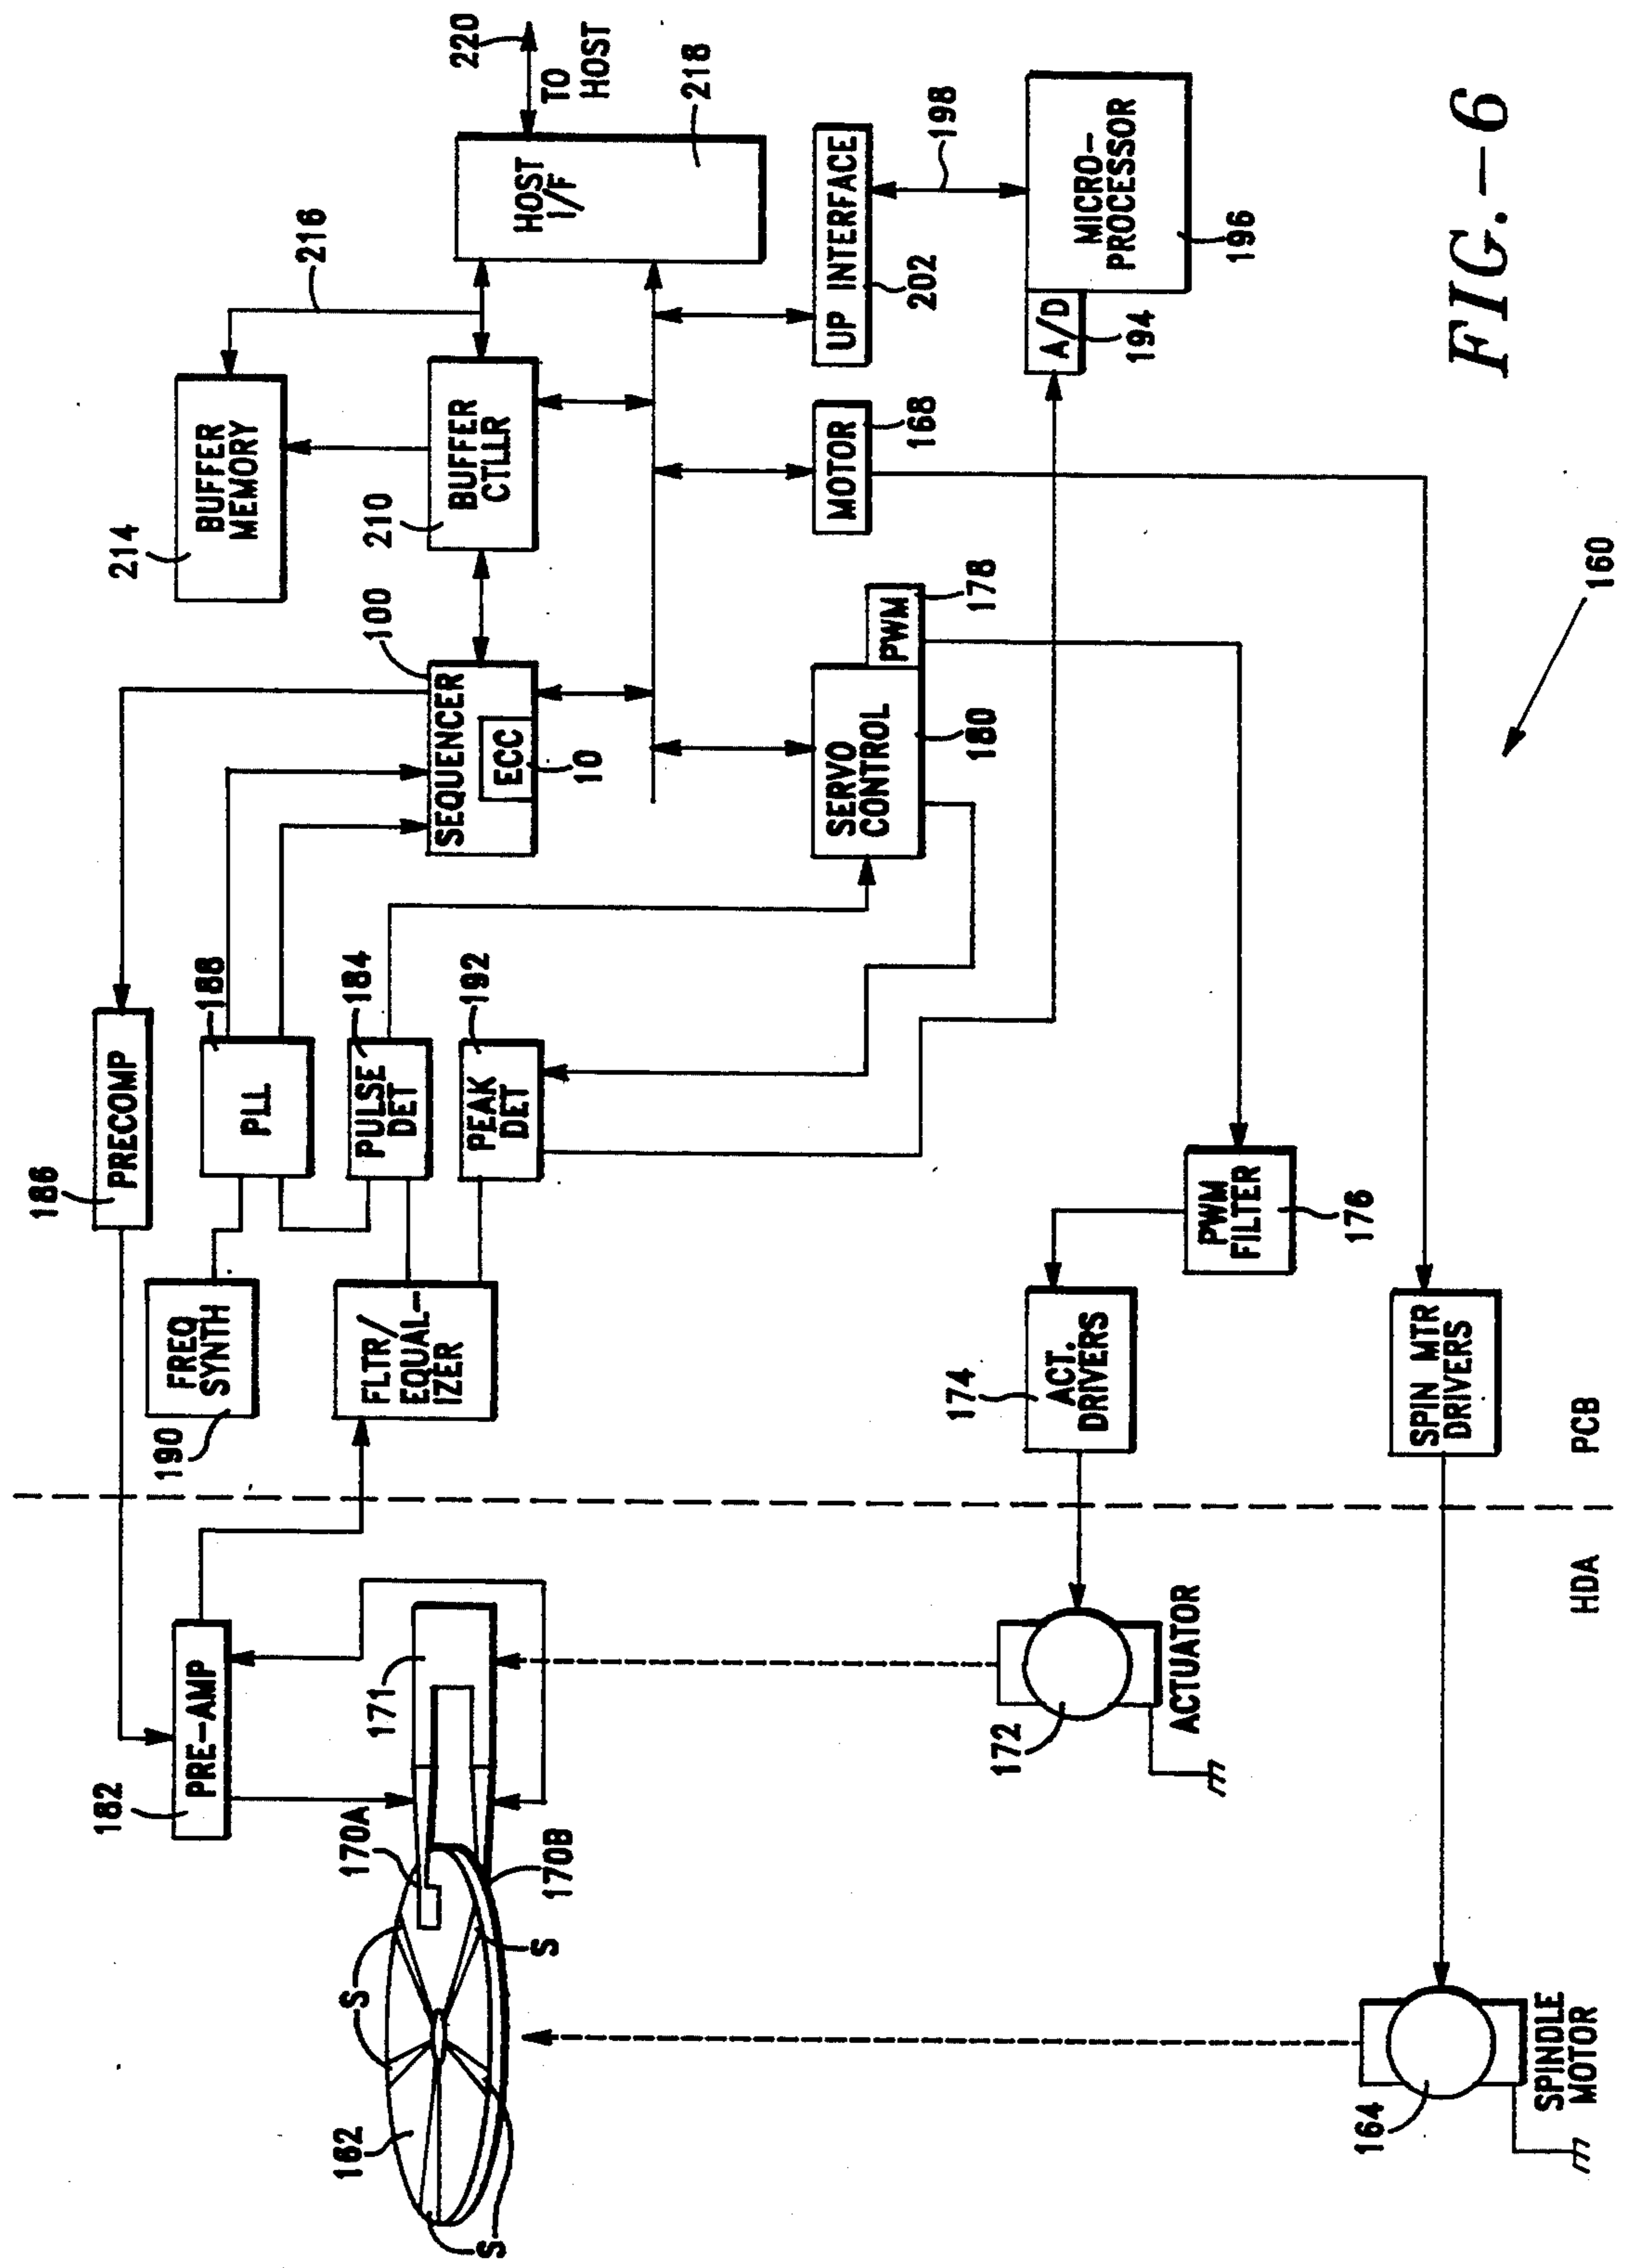 182
PRE-AMP
186
PRECOMP
190
FREQ
SYNTH
PLL
188
214
BUFFER
MEMORY
216
220
TO
HOST
162
S
S
S
S
170A
170B
171
FLTR/
EQUAL-
IZER
PULSE
DET
184
PEAK
DET
192
100
SEQUENCER
ECC
10
210
BUFFER
CTLLR
HOST
I/F
218
SERVO
CONTROL
180
PWM
178
MOTOR
168
UP INTERFACE
202
198
172
ACTUATOR
174
ACT.
DRIVERS
PWM
FILTER
176
A/D
194
MICRO-
PROCESSOR
196
164
SPINDLE
MOTOR
SPIN MTR
DRIVERS
HDA
PCB
160
FIG.-6